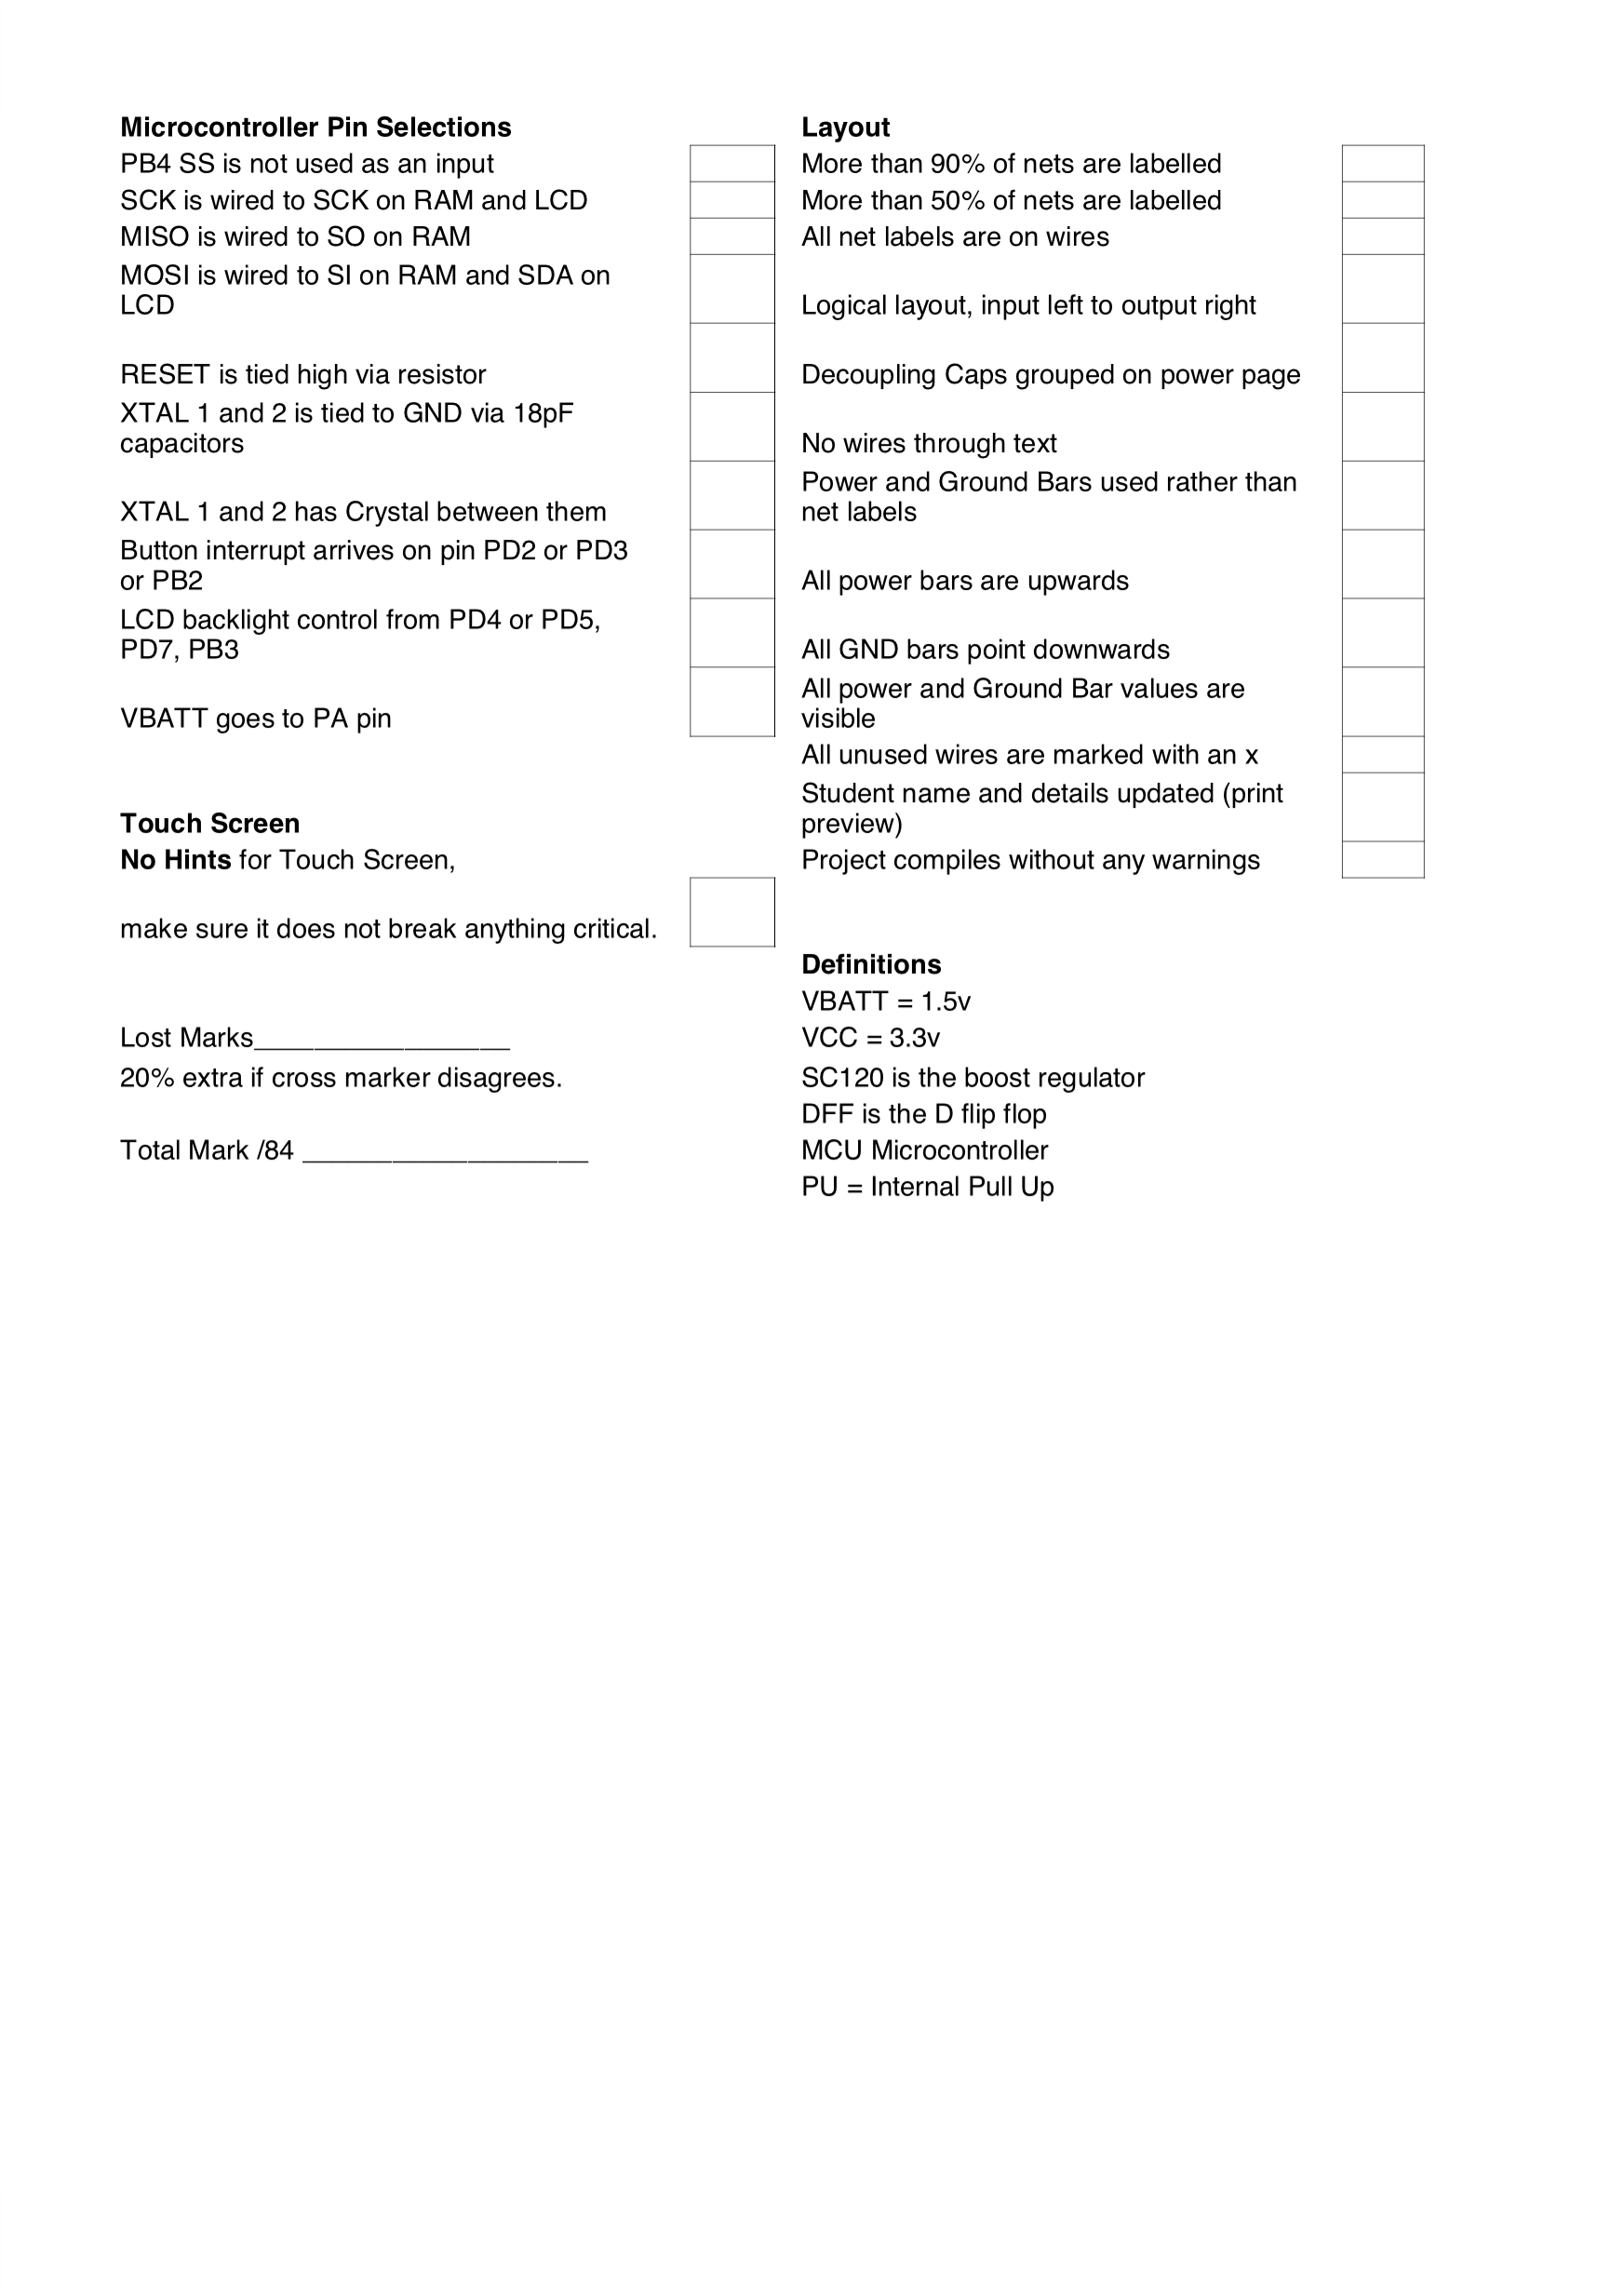 Microcontroller Pin Selections
PB4 SS is not used as an input
SCK is wired to SCK on RAM and LCD
MISO is wired to SO on RAM
MOSI is wired to SI on RAM and SDA on
LCD
RESET is tied high via resistor
XTAL 1 and 2 is tied to GND via 18pF
capacitors
XTAL 1 and 2 has Crystal between them
Button interrupt arrives on pin PD2 or PD3
or PB2
LCD backlight control from PD4 or PD5,
PD7, PB3
VBATT goes to PA pin
Touch Screen
No Hints for Touch Screen,
make sure it does not break anything critical.
Lost Marks_________________
20% extra if cross marker disagrees.
Total Mark /84 ___________________
Layout
More than 90% of nets are labelled
More than 50% of nets are labelled
All net labels are on wires
Logical layout, input left to output right
Decoupling Caps grouped on power page
No wires through text
Power and Ground Bars used rather than
net labels
All power bars are upwards
All GND bars point downwards
All power and Ground Bar values are
visible
All unused wires are marked with an x
Student name and details updated (print
preview)
Project compiles without any warnings
Definitions
VBATT = 1.5v
VCC = 3.3v
SC120 is the boost regulator
DFF is the D flip flop
MCU Microcontroller
PU = Internal Pull Up